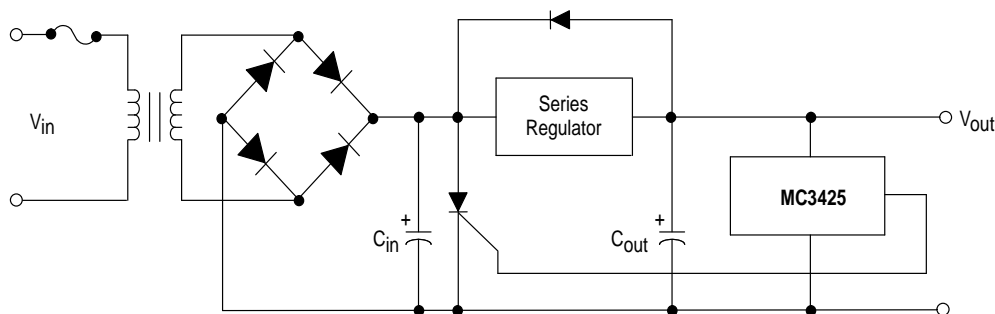 Vin
Series
Regulator
Vout
MC3425
+
Cin
+
Cout